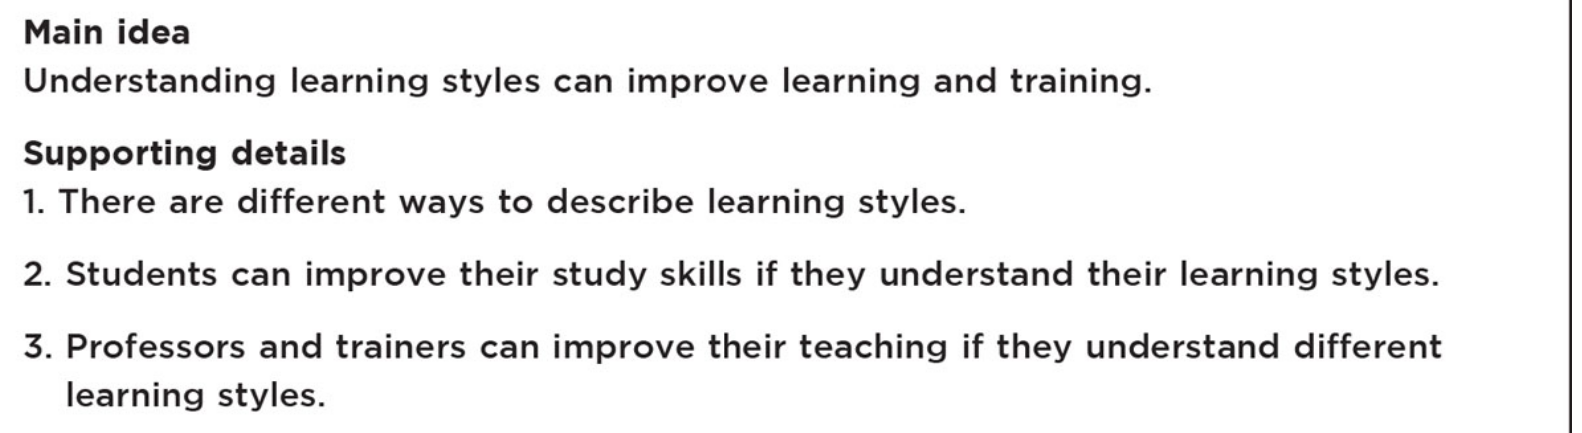 Main idea
Understanding learning styles can improve learning and training.
Supporting details
1. There are different ways to describe learning styles.
2. Students can improve their study skills if they understand their learning styles.
3. Professors and trainers can improve their teaching if they understand different
learning styles.